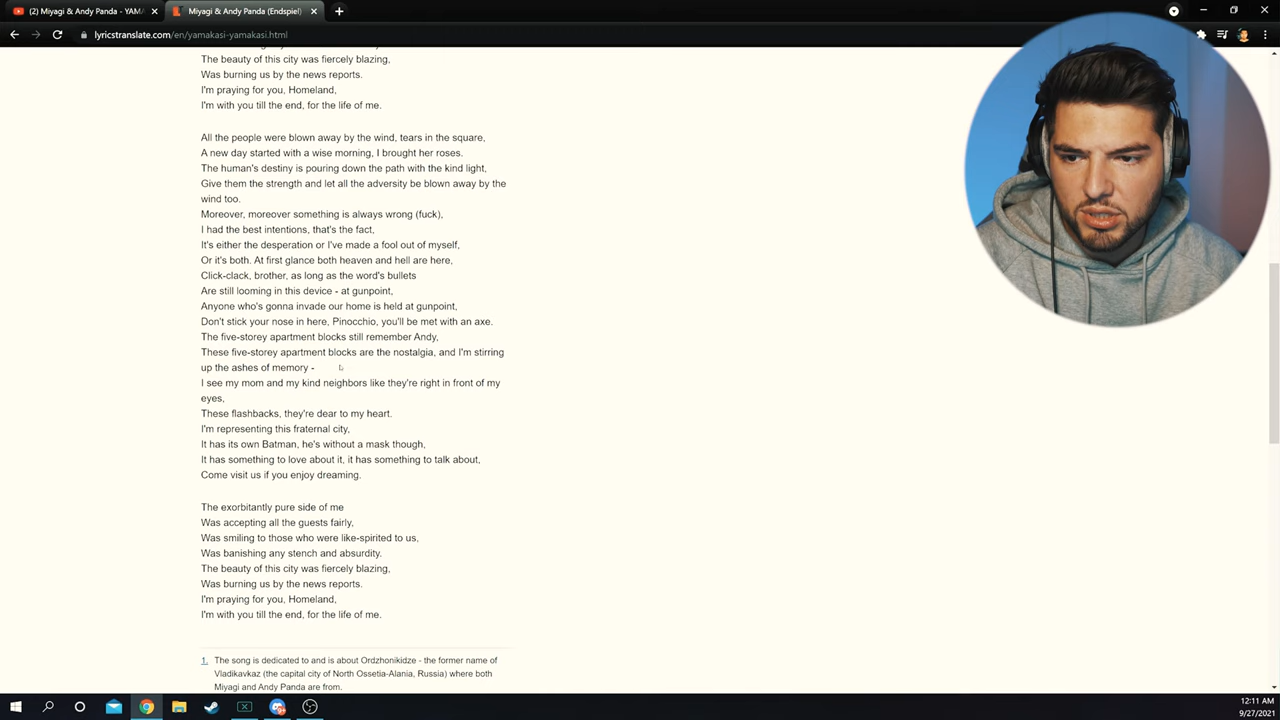 (2) Miyagi & Andy Panda - YAM
Miyagi & Andy Panda (Endspiel)
lyricstranslate.com/en/yamakasi-yamakasi.html
The beauty of this city was fiercely blazing,
Was burning us by the news reports.
I'm praying for you, Homeland,
I'm with you till the end, for the life of me.
All the people were blown away by the wind, tears in the square,
A new day started with a wise morning, I brought her roses.
The human's destiny is pouring down the path with the kind light,
Give them the strength and let all the adversity be blown away by the
wind too.
Moreover, moreover something is always wrong (fuck),
I had the best intentions, that's the fact,
It's either the desperation or I've made a fool out of myself,
Or it's both. At first glance both heaven and hell are here,
Click-clack, brother, as long as the word's bullets
Are still looming in this device - at gunpoint,
Anyone who's gonna invade our home is held at gunpoint,
Don't stick your nose in here, Pinocchio, you'll be met with an axe.
The five-storey apartment blocks still remember Andy,
These five-storey apartment blocks are the nostalgia, and I'm stirring
up the ashes of memory -
I see my mom and my kind neighbors like they're right in front of my
eyes,
These flashbacks, they're dear to my heart.
I'm representing this fraternal city,
It has its own Batman, he's without a mask though,
It has something to love about it, it has something to talk about,
Come visit us if you enjoy dreaming.
The exorbitantly pure side of me
Was accepting all the guests fairly,
Was smiling to those who were like-spirited to us,
Was banishing any stench and absurdity.
The beauty of this city was fiercely blazing,
Was burning us by the news reports.
I'm praying for you, Homeland,
I'm with you till the end, for the life of me.
1. The song is dedicated to and is about Ordzhonikidze - the former name of
Vladikavkaz (the capital city of North Ossetia-Alania, Russia) where both
Miyagi and Andy Panda are from.
12:11 AM
9/27/2021